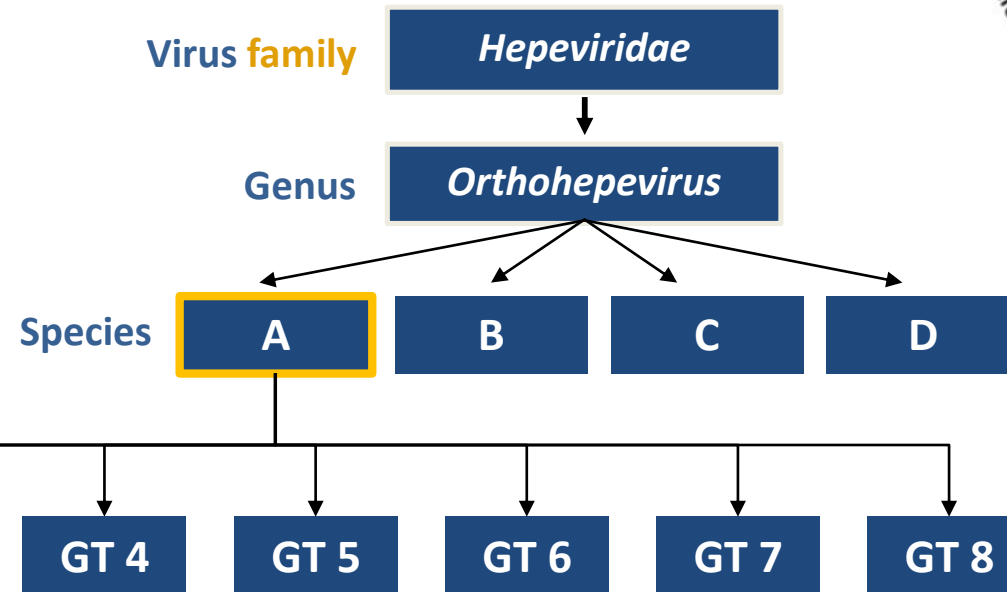 Virus family
Hepeviridae
Genus
Orthohepevirus
Species
A
B
C
D
GT 4
GT 5
GT 6
GT 7
GT 8